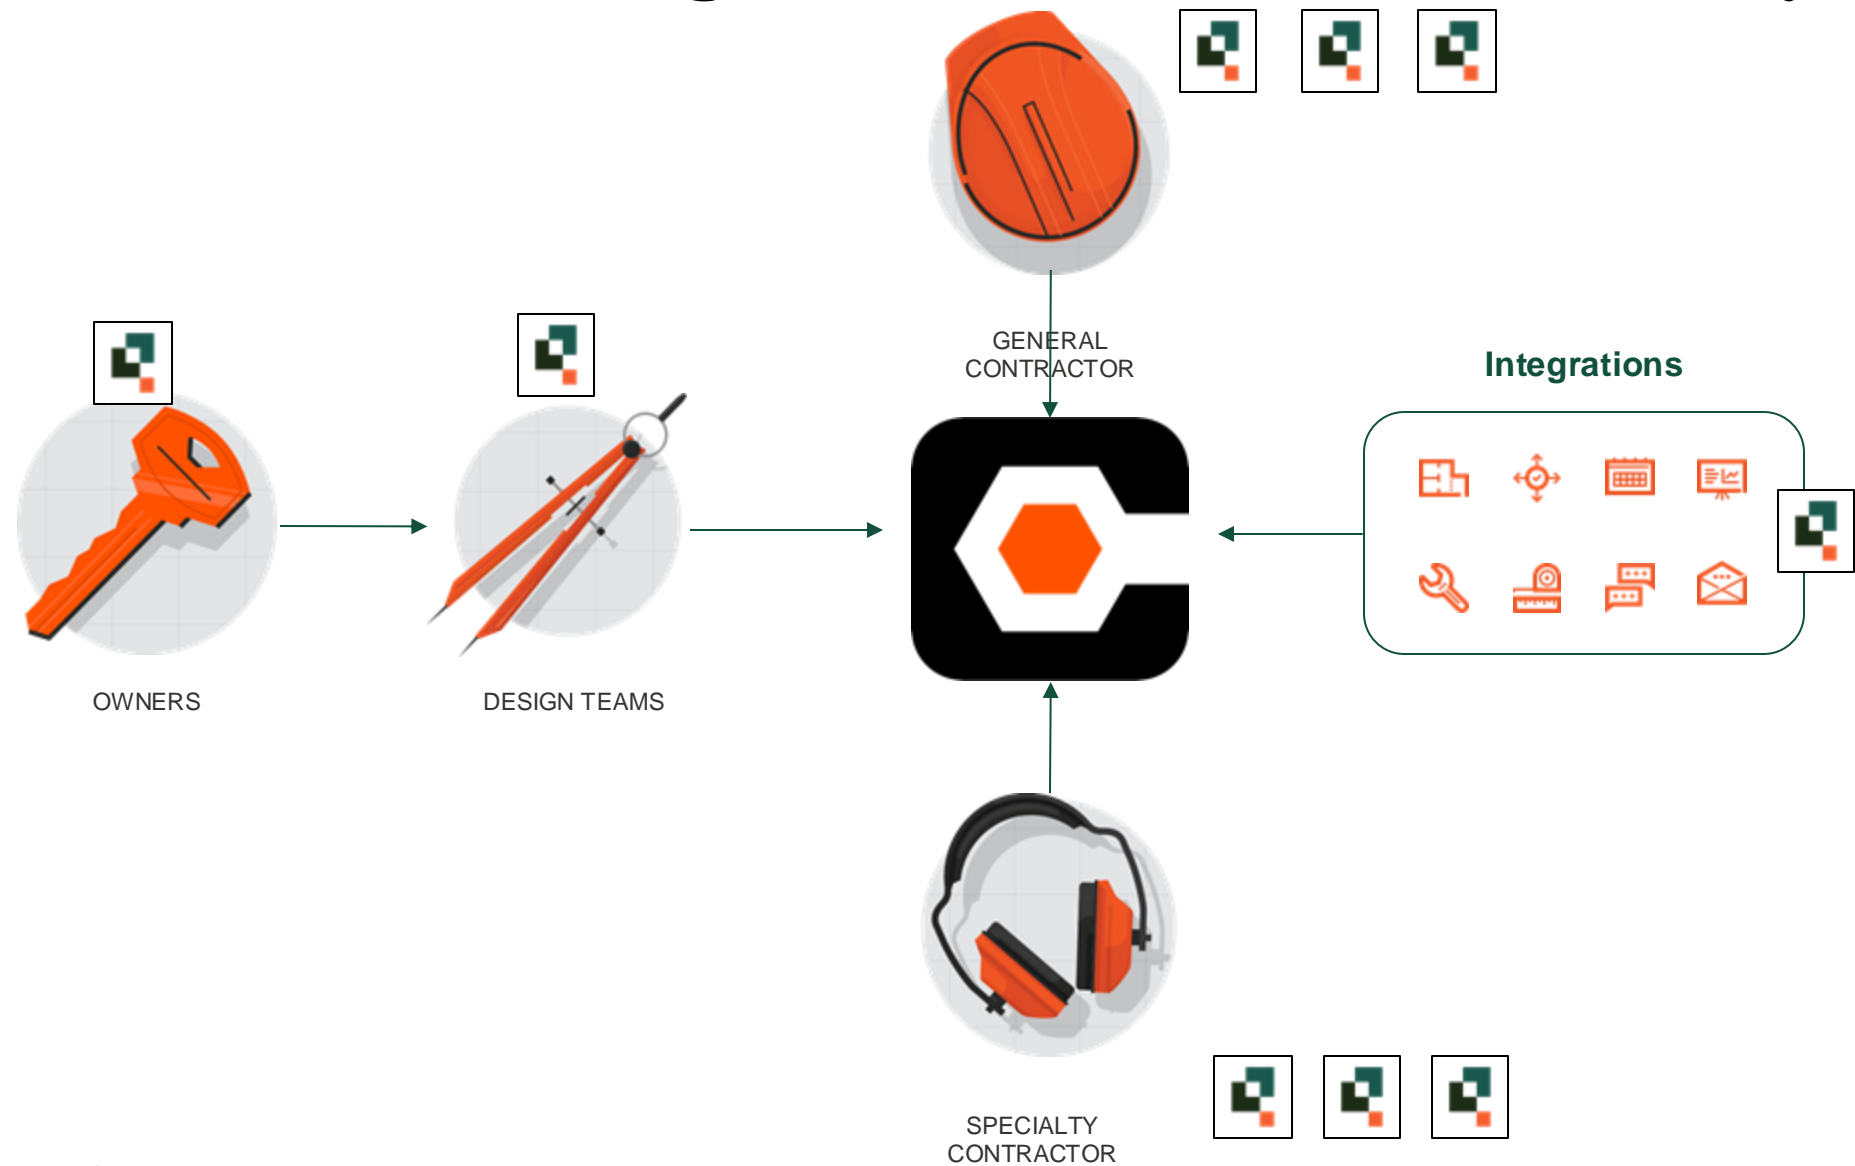 GENERAL
CONTRACTOR
Integrations
OWNERS
DESIGN TEAMS
SPECIALTY
CONTRACTOR